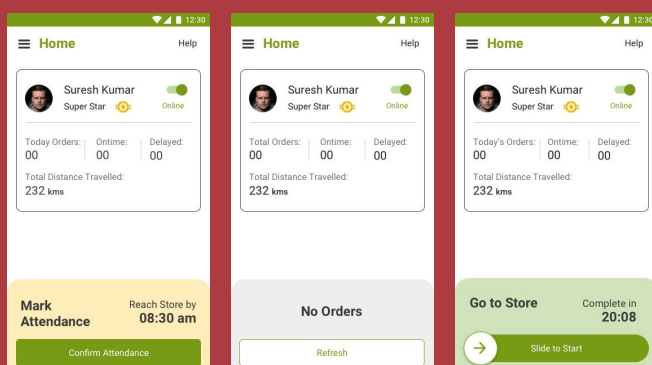 12:30
Home Help
Suresh Kumar
Super Star Online
Today Orders: Ontime: Delayed:
00 00 00
Total Distance Travelled:
232 kms
Mark Attendance
Reach Store by
08:30 am
Confirm Attendance
12:30
Home Help
Suresh Kumar
Super Star Online
Total Orders: Ontime: Delayed:
00 00 00
Total Distance Travelled:
232 kms
No Orders
Refresh
12:30
Home Help
Suresh Kumar
Super Star Online
Today's Orders: Ontime: Delayed:
00 00 00
Total Distance Travelled:
232 kms
Go to Store
Complete in
20:08
Slide to Start